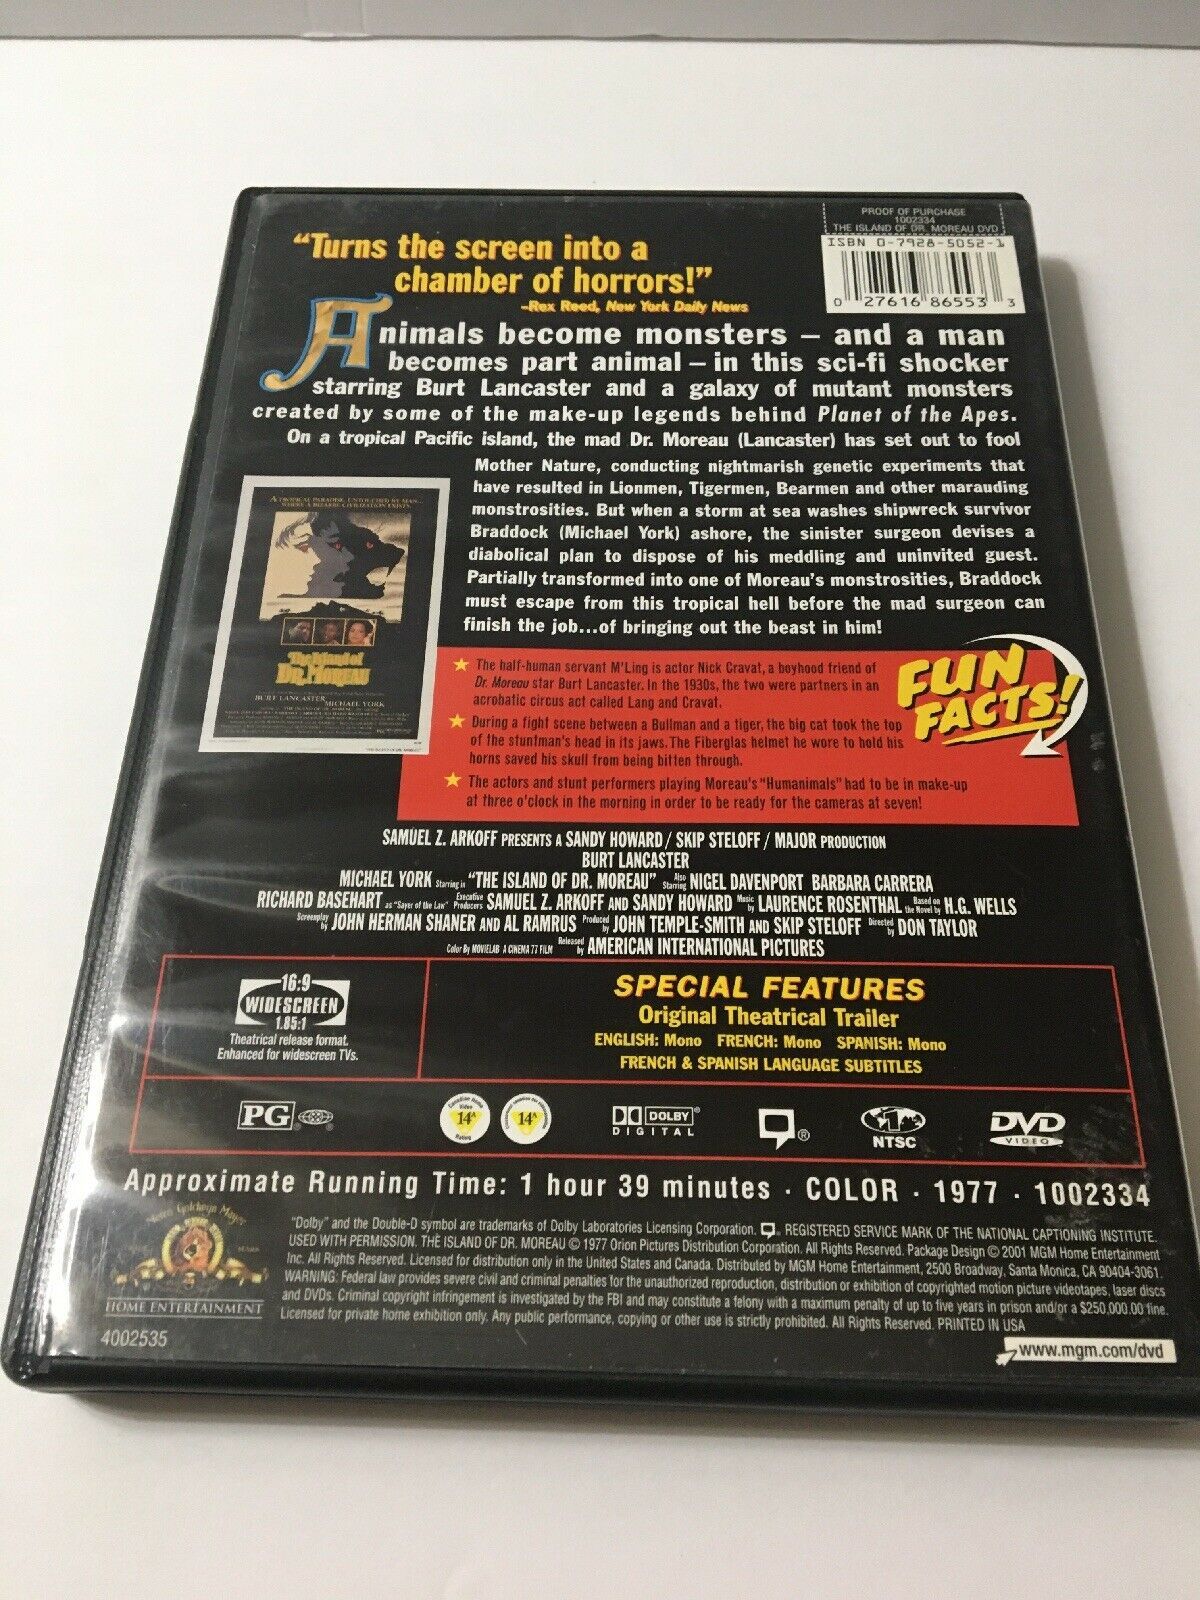 PROOF OF PURCHASE
1002334
THE ISLAND OF DR. MOREAU DVD
ISBN 0-7928-5052-1
0 27616 86553 3
"Turns the screen into a
chamber of horrors!"
–Rex Reed, New York Daily News
Animals become monsters – and a man
becomes part animal – in this sci-fi shocker
starring Burt Lancaster and a galaxy of mutant monsters
created by some of the make-up legends behind Planet of the Apes.
On a tropical Pacific island, the mad Dr. Moreau (Lancaster) has set out to fool
Mother Nature, conducting nightmarish genetic experiments that
have resulted in Lionmen, Tigermen, Bearmen and other marauding
monstrosities. But when a storm at sea washes shipwreck survivor
Braddock (Michael York) ashore, the sinister surgeon devises a
diabolical plan to dispose of his meddling and uninvited guest.
Partially transformed into one of Moreau's monstrosities, Braddock
must escape from this tropical hell before the mad surgeon can
finish the job...of bringing out the beast in him!
A TROPICAL PARADISE, UNTOUCHED BY MAN...
WHERE A BIZARRE CIVILIZATION EXISTS.
The Island of
DR. MOREAU
BURT LANCASTER
MICHAEL YORK
FUN
FACTS!
The half-human servant M'Ling is actor Nick Cravat, a boyhood friend of
Dr. Moreau star Burt Lancaster. In the 1930s, the two were partners in an
acrobatic circus act called Lang and Cravat.
During a fight scene between a Bullman and a tiger, the big cat took the top
of the stuntman's head in its jaws. The Fiberglas helmet he wore to hold his
horns saved his skull from being bitten through.
The actors and stunt performers playing Moreau's "Humanimals" had to be in make-up
at three o'clock in the morning in order to be ready for the cameras at seven!
SAMUEL Z. ARKOFF PRESENTS A SANDY HOWARD / SKIP STELOFF / MAJOR PRODUCTION
BURT LANCASTER
MICHAEL YORK Starring in "THE ISLAND OF DR. MOREAU" Also Starring NIGEL DAVENPORT BARBARA CARRERA
RICHARD BASEHART as "Sayer of the Law" Executive Producers SAMUEL Z. ARKOFF AND SANDY HOWARD Music by LAURENCE ROSENTHAL Based on the Novel by H.G. WELLS
Screenplay by JOHN HERMAN SHANER AND AL RAMRUS Produced by JOHN TEMPLE-SMITH AND SKIP STELOFF Directed by DON TAYLOR
Color By MOVIELAB A CINEMA 77 FILM Released by AMERICAN INTERNATIONAL PICTURES
16:9
WIDESCREEN
1.85:1
Theatrical release format.
Enhanced for widescreen TVs.
SPECIAL FEATURES
Original Theatrical Trailer
ENGLISH: Mono FRENCH: Mono SPANISH: Mono
FRENCH & SPANISH LANGUAGE SUBTITLES
PG ® Canadian Home Video 14A Rating 14A DOLBY ® DIGITAL ® 1 NTSC DVD VIDEO
Approximate Running Time: 1 hour 39 minutes · COLOR · 1977 · 1002334
HOME ENTERTAINMENT
4002535
"Dolby" and the Double-D symbol are trademarks of Dolby Laboratories Licensing Corporation. REGISTERED SERVICE MARK OF THE NATIONAL CAPTIONING INSTITUTE.
USED WITH PERMISSION. THE ISLAND OF DR. MOREAU © 1977 Orion Pictures Distribution Corporation. All Rights Reserved. Package Design © 2001 MGM Home Entertainment
Inc. All Rights Reserved. Licensed for distribution only in the United States and Canada. Distributed by MGM Home Entertainment, 2500 Broadway, Santa Monica, CA 90404-3061.
WARNING: Federal law provides severe civil and criminal penalties for the unauthorized reproduction, distribution or exhibition of copyrighted motion picture videotapes, laser discs
and DVDs. Criminal copyright infringement is investigated by the FBI and may constitute a felony with a maximum penalty of up to five years in prison and/or a $250,000.00 fine.
Licensed for private home exhibition only. Any public performance, copying or other use is strictly prohibited. All Rights Reserved. PRINTED IN USA
www.mgm.com/dvd